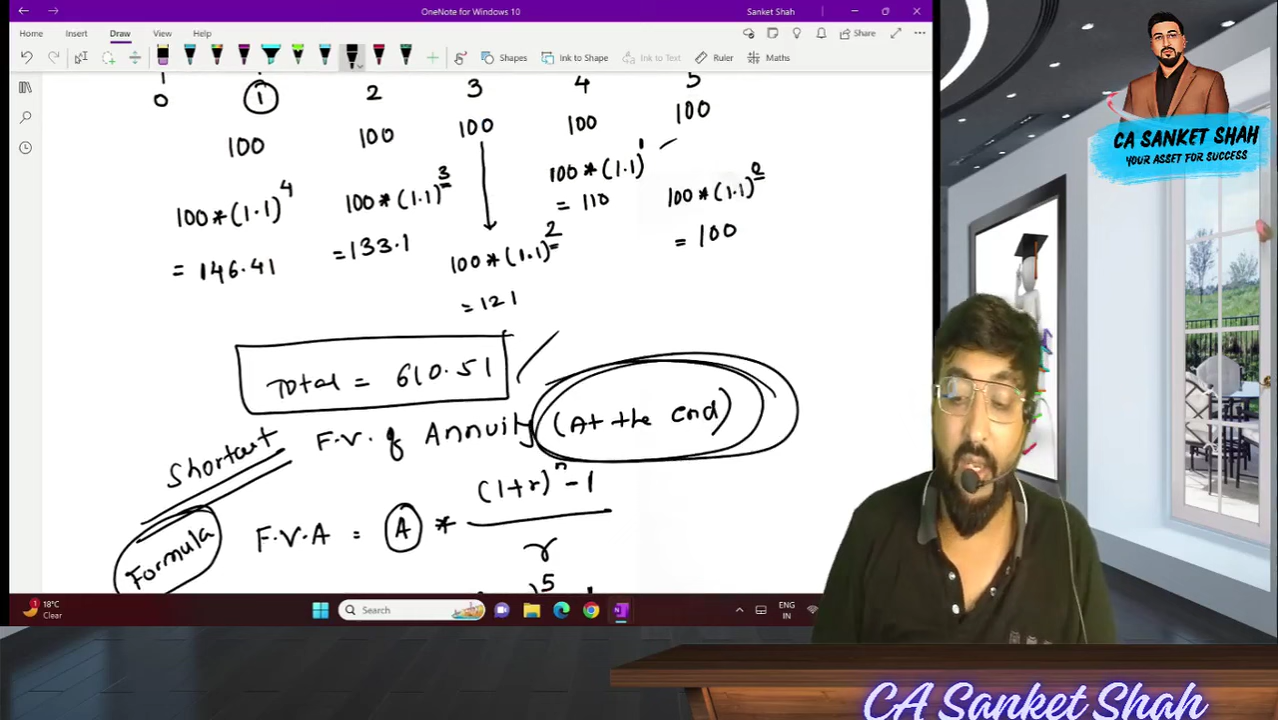 OneNote for Windows 10
Sanket Shah
Home Insert Draw View Help
Share
Shapes Ink to Shape Ink to Text Ruler Maths
0 1 2 3 4 5
100 100 100 100 100
100*(1.1)^4
= 146.41
100*(1.1)^3
=133.1
100*(1.1)^2
=121
100*(1.1)^1
= 110
100*(1.1)^0
= 100
Total = 610.51
Shortcut
F.V. of Annuity (At the end)
Formula
F.V.A = A * (1+r)^n - 1
r
5
1
18°C
Clear
Search
ENG
IN
CA SANKET SHAH
YOUR ASSET FOR SUCCESS
CA Sanket Shah